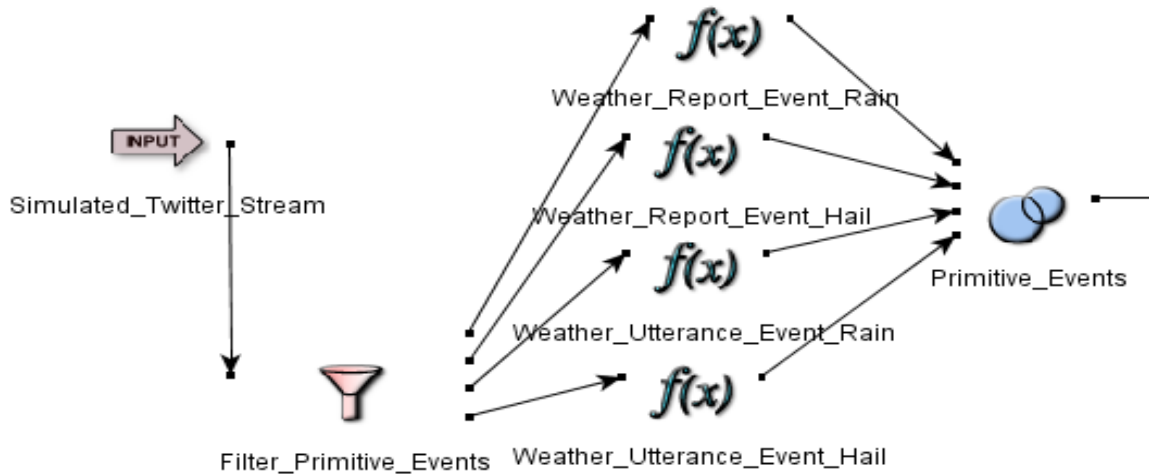 f(x)
Weather_Report_Event_Rain
INPUT
Simulated_Twitter_Stream
f(x)
Weather_Report_Event_Hail
f(x)
Primitive_Events
Weather_Utterance_Event_Rain
f(x)
Filter_Primitive_Events
Weather_Utterance_Event_Hail